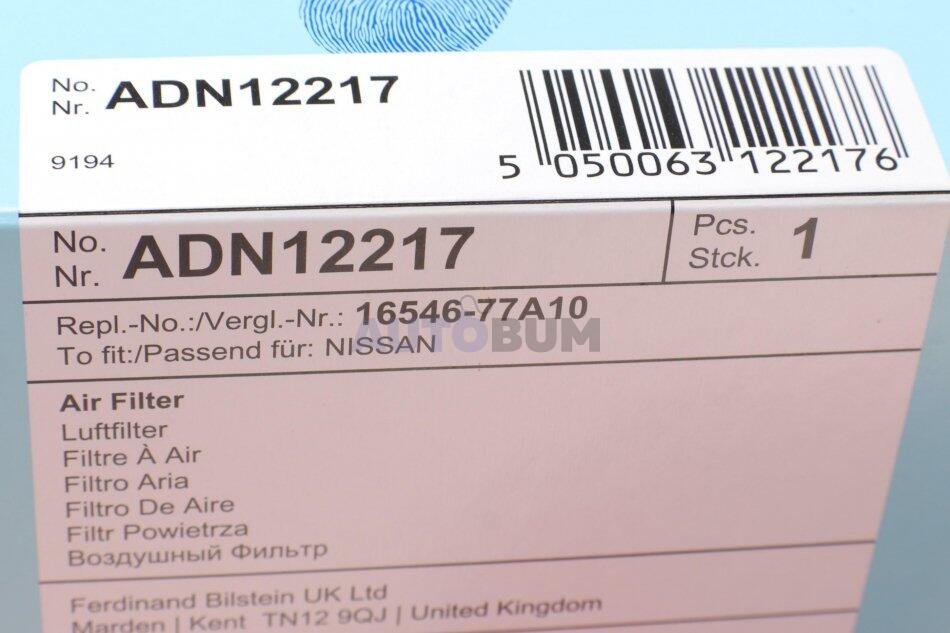 No.
Nr. ADN12217
9194
5 050063 122176
No.
Nr. ADN12217
Pcs.
Stck. 1
Repl.-No.:/Vergl.-Nr.: 16546-77A10
To fit:/Passend für: NISSAN
AUTOBUM
Air Filter
Luftfilter
Filtre À Air
Filtro Aria
Filtro De Aire
Filtr Powietrza
Воздушный Фильтр
Ferdinand Bilstein UK Ltd
Marden | Kent TN12 9QJ | United Kingdom